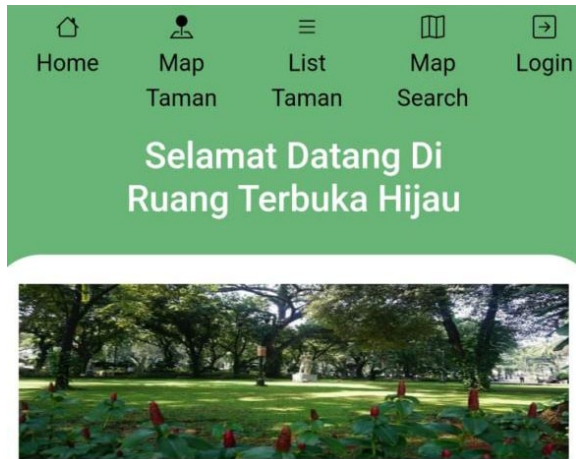 Home Map List Map Login
Taman Taman Search
Selamat Datang Di
Ruang Terbuka Hijau